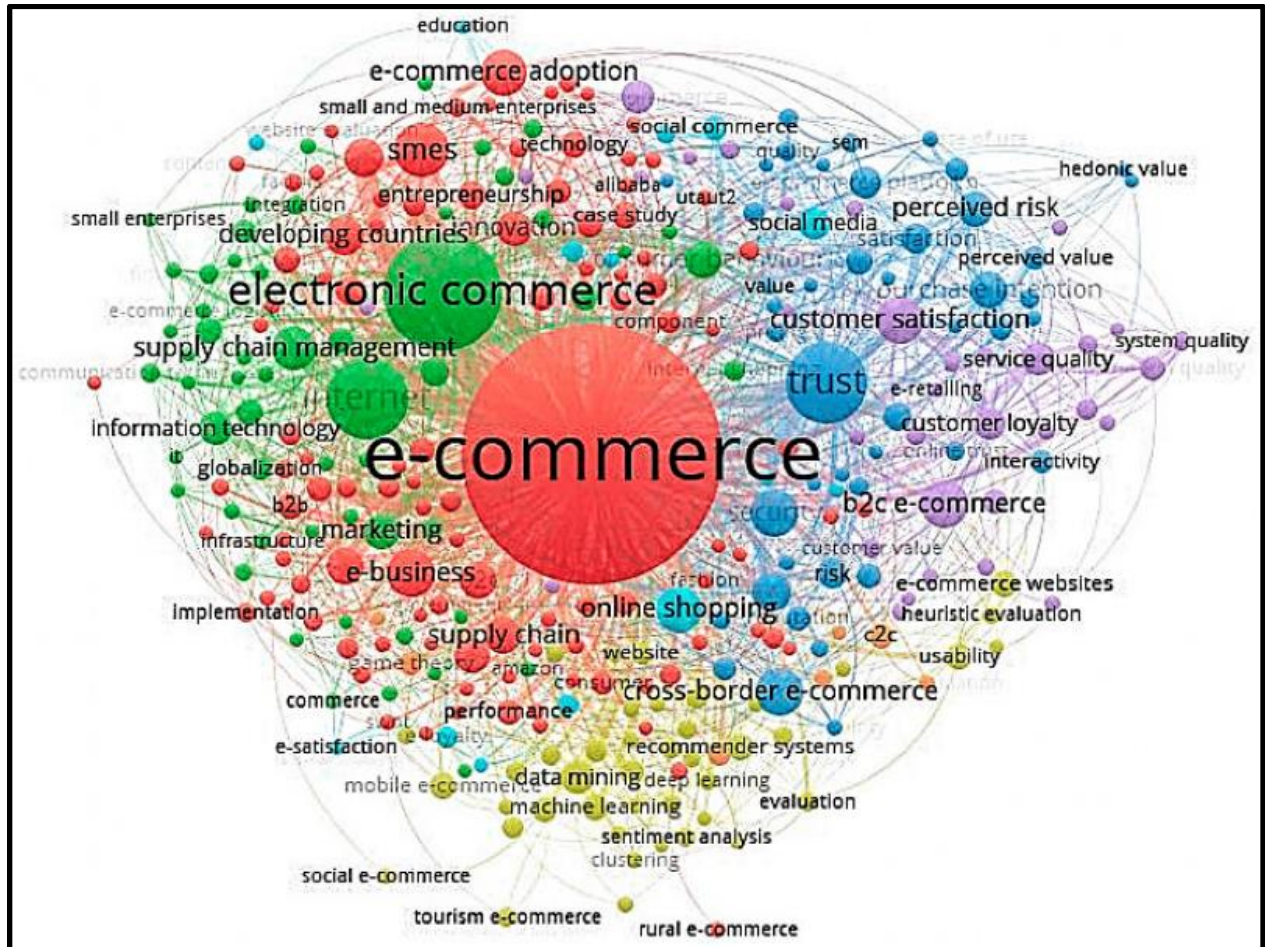 education
e-commerce adoption
small and medium enterprises
social commerce
website evaluation
technology
quality
sem
smes
hedonic value
entrepreneurship
alibaba
utaut2
integration
case study
perceived risk
small enterprises
developing countries
innovation
social media
satisfaction
perceived value
electronic commerce
value
purchase intention
component
customer satisfaction
supply chain management
service quality
system quality
internet
trust
e-retailing
information technology
customer loyalty
e-commerce
it
globalization
interactivity
b2b
b2c e-commerce
marketing
security
infrastructure
customer value
e-business
fashion
risk
e-commerce websites
implementation
online shopping
heuristic evaluation
supply chain
c2c
website
usability
game theory
amazon
consumer
cross-border e-commerce
commerce
performance
e-satisfaction
recommender systems
mobile e-commerce
data mining
deep learning
machine learning
evaluation
sentiment analysis
clustering
social e-commerce
tourism e-commerce
rural e-commerce